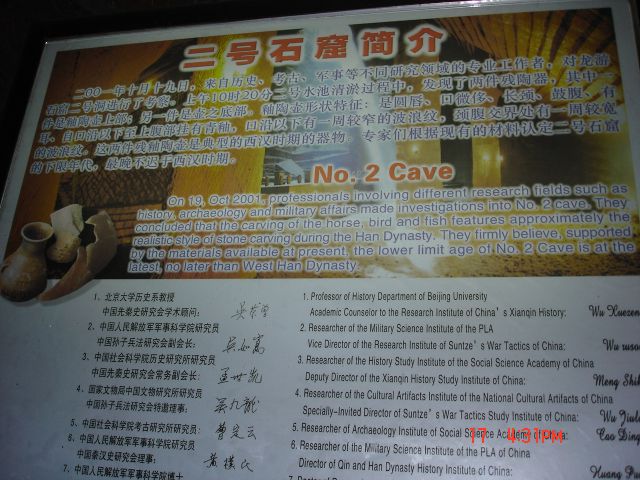 二号石窟简介
二00一年十月十九日，来自历史、考古、军事等不同研究领域的专业工作者，对龙游
石窟二号洞进行了考察。上午10时20分二号水池清淤过程中，发现了两件残陶器，其中一
件是釉陶壶上部；另一件是壶之底部。釉陶壶形状特征：是圆唇、口微侈、长颈、鼓腹、有
耳、自口沿以下至上腹部挂有青釉，口沿以下有一周较窄的波浪纹，颈腹交界处有一周较宽
的波浪纹。这两件残釉陶壶是典型的西汉时期的器物。专家们根据现有的材料认定二号石窟
的下限年代，最晚不迟于西汉时期。
No. 2 Cave
On 19, Oct 2001, professionals involving different research fields such as
history, archaeology and military affairs made investigations into No. 2 cave. They
concluded that the carving of the horse, bird and fish features approximately the
realistic style of stone carving during the Han Dynasty. They firmly believe, supported
by the materials available at present, the lower limit age of No. 2 Cave is at the
latest, no later than West Han Dynasty.
1、北京大学历史系教授
中国先秦史研究会学术顾问：
2、中国人民解放军军事科学院研究员
中国孙子兵法研究会副会长： 吴如嵩
3、中国社会科学院历史研究所研究员
中国先秦史研究会常务副会长： 孟世凯
4、国家文物局中国文物研究所研究员
中国孙子兵法研究会特邀理事： 吴九龙
5、中国社会科学院考古研究所研究员： 曹定云
6、中国人民解放军军事科学院研究员
中国秦汉史研究会理事： 黄朴民
7、中国人民解放军军事科学院博士
1. Professor of History Department of Beijing University
Academic Counselor to the Research Institute of China's Xianqin History: Wu Xuezen
2. Researcher of the Military Science Institute of the PLA
Vice Director of the Research Institute of Sunzte's War Tactics of China: Wu
3. Researcher of the History Study Institute of the Social Science Academy of China
Deputy Director of the Xianqin History Study Institute of China: Meng Shi
4. Researcher of the Cultural Artifacts Institute of the National Cultural Artifacts of China
Specially-Invited Director of Sunzte's War Tactics Study Institute of China: Wu Jiul
5. Researcher of Archaeology Institute of Social Science Academy of China: Cao Ding
6. Researcher of the Military Science Institute of the PLA of China
Director of Qin and Han Dynasty History Institute of China: Huang Pu
17 4:31PM